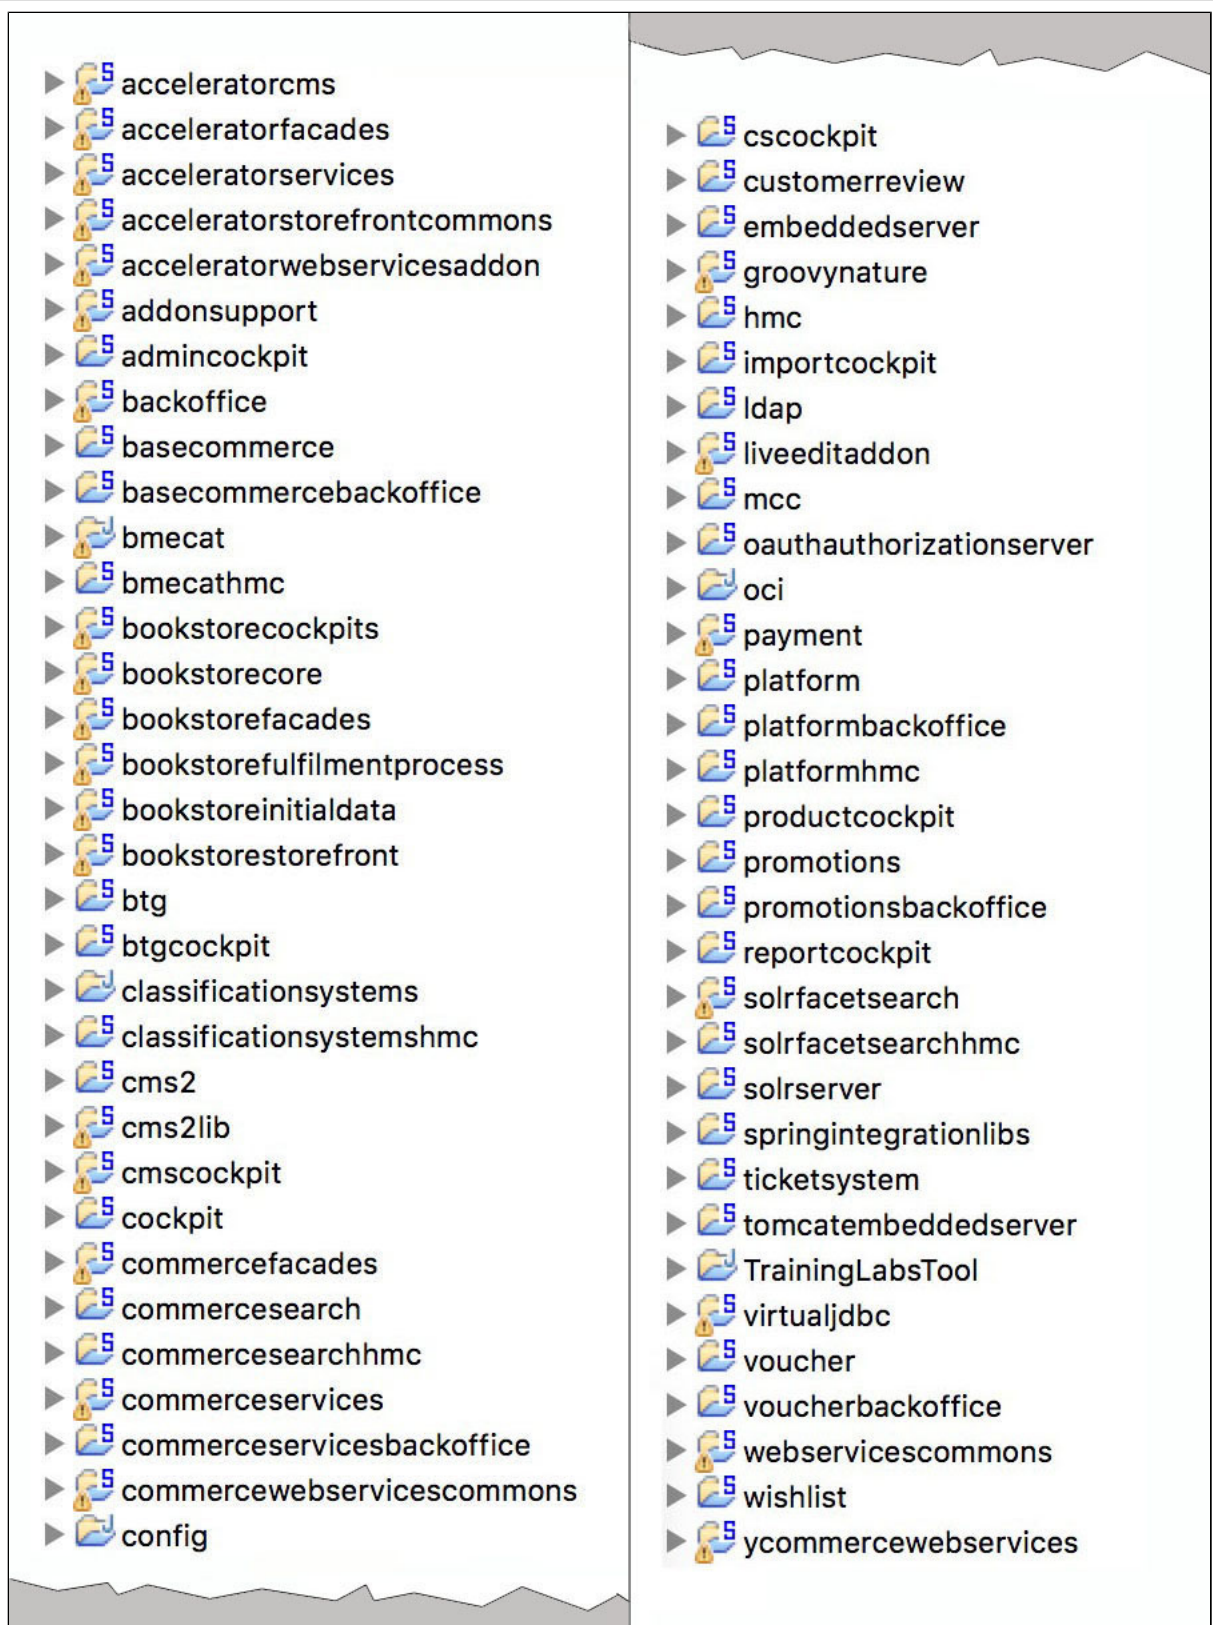 acceleratorcms
acceleratorfacades
acceleratorservices
acceleratorstorefrontcommons
acceleratorwebservicesaddon
addonsupport
admincockpit
backoffice
basecommerce
basecommercebackoffice
bmecat
bmecathmc
bookstorecockpits
bookstorecore
bookstorefacades
bookstorefulfilmentprocess
bookstoreinitialdata
bookstorestorefront
btg
btgcockpit
classificationsystems
classificationsystemshmc
cms2
cms2lib
cmscockpit
cockpit
commercefacades
commercesearch
commercesearchhmc
commerceservices
commerceservicesbackoffice
commercewebservicescommons
config
cscockpit
customerreview
embeddedserver
groovynature
hmc
importcockpit
ldap
liveeditaddon
mcc
oauthauthorizationserver
oci
payment
platform
platformbackoffice
platformhmc
productcockpit
promotions
promotionsbackoffice
reportcockpit
solrfacetsearch
solrfacetsearchhmc
solrserver
springintegrationlibs
ticketsystem
tomcatembeddedserver
TrainingLabsTool
virtualjdbc
voucher
voucherbackoffice
webservicescommons
wishlist
ycommercewebservices